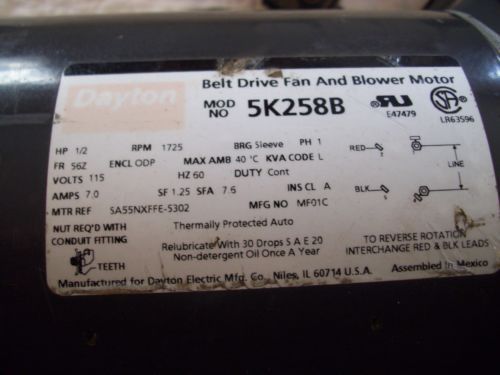 Dayton
Belt Drive Fan And Blower Motor
MOD NO 5K258B
E47479
LR63596
HP 1/2 RPM 1725 BRG Sleeve PH 1
FR 56Z ENCL ODP MAX AMB 40 °C KVA CODE L
VOLTS 115 HZ 60 DUTY Cont
AMPS 7.0 SF 1.25 SFA 7.6 INS CL A
MTR REF SA55NXFFE-5302 MFG NO MF01C
RED
LINE
BLK
NUT REQ'D WITH
CONDUIT FITTING
TEETH
Thermally Protected Auto
Relubricate With 30 Drops S A E 20
Non-detergent Oil Once A Year
TO REVERSE ROTATION
INTERCHANGE RED & BLK LEADS
Manufactured for Dayton Electric Mfg. Co. Niles, IL 60714 U.S.A.
Assembled in Mexico